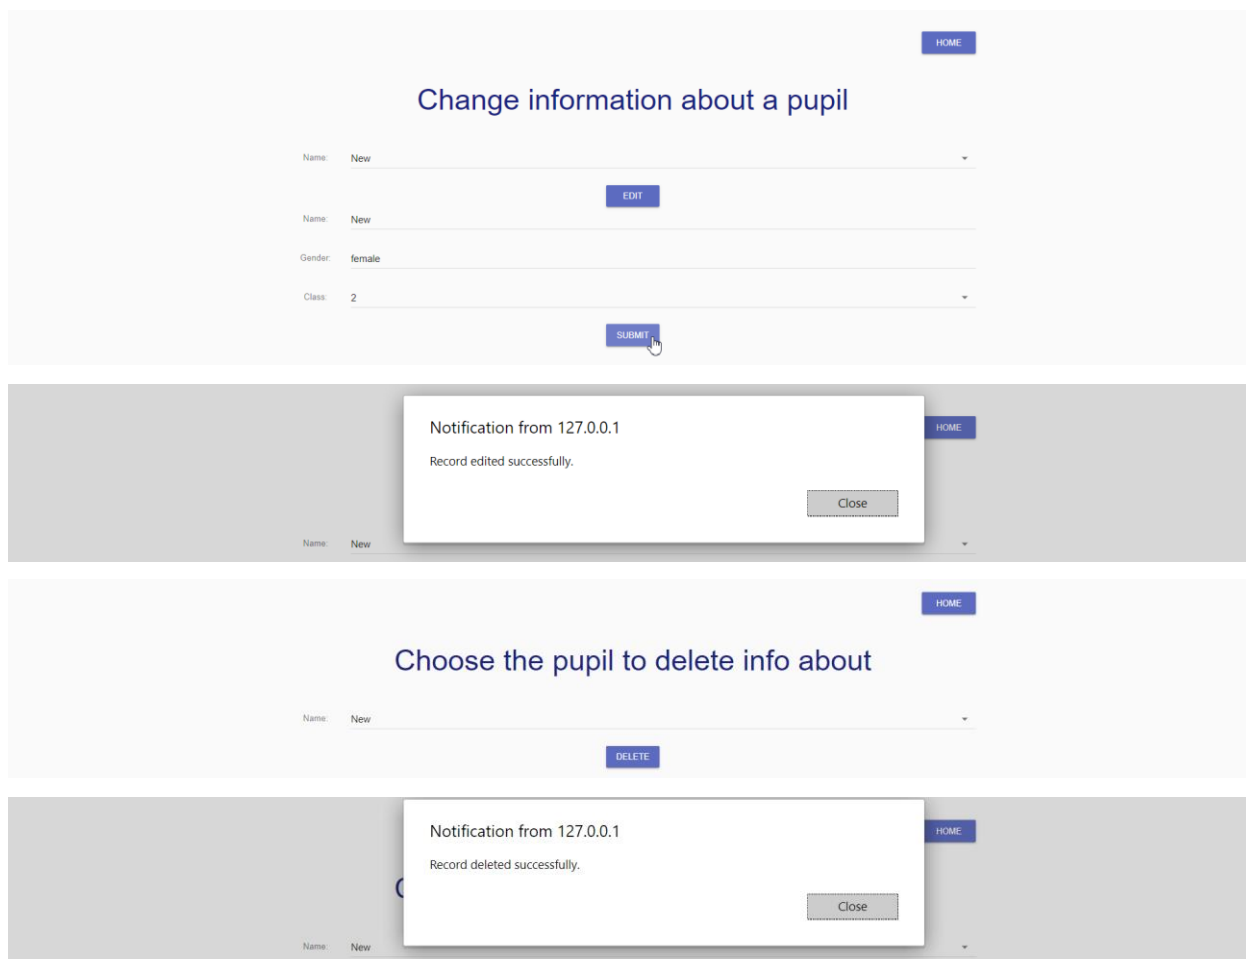 HOME
Change information about a pupil
Name: New
EDIT
Name: New
Gender: female
Class: 2
SUBMIT
Notification from 127.0.0.1
HOME
Record edited successfully.
Close
Name: New
HOME
Choose the pupil to delete info about
Name: New
DELETE
Notification from 127.0.0.1
HOME
Record deleted successfully.
C
Close
Name: New